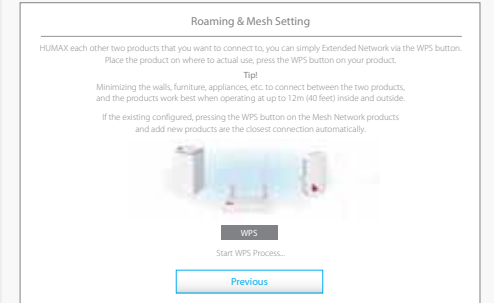 Roaming & Mesh Setting
HUMAX each other two products that you want to connect to, you can simply Extended Network via the WPS button.
Place the product on where to actual use, press the WPS button on your product.
Tip!
Minimizing the walls, furniture, appliances, etc. to connect between the two products,
and the products work best when operating at up to 12m (40 feet) inside and outside.
If the existing configured, pressing the WPS button on the Mesh Network products
and add new products are the closest connection automatically.
WPS
Start WPS Process...
Previous